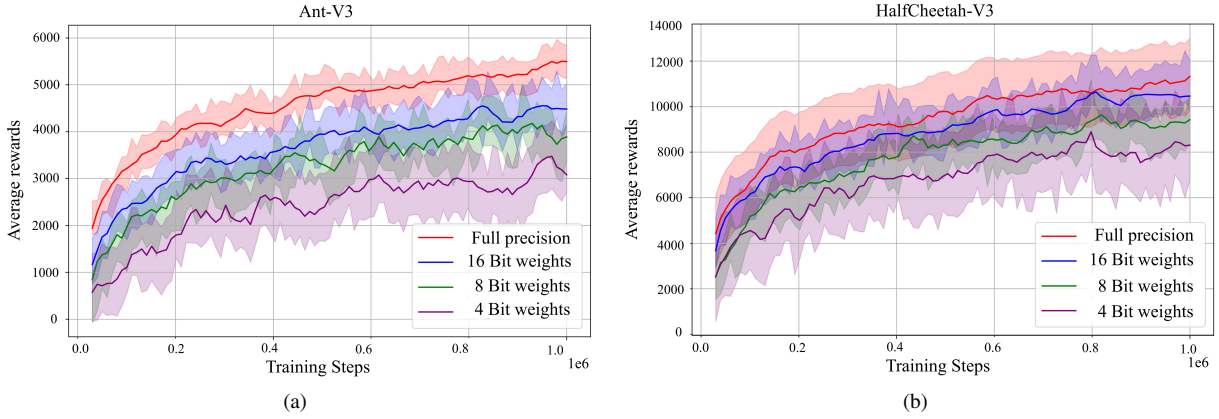 Ant-V3
6000
5000
4000
3000
2000
1000
0
Average rewards
0.0
0.2
0.4
0.6
0.8
1.0
1e6
Training Steps
Full precision
16 Bit weights
8 Bit weights
4 Bit weights
(a)
HalfCheetah-V3
14000
12000
10000
8000
6000
4000
2000
0
Average rewards
0.0
0.2
0.4
0.6
0.8
1.0
1e6
Training Steps
Full precision
16 Bit weights
8 Bit weights
4 Bit weights
(b)